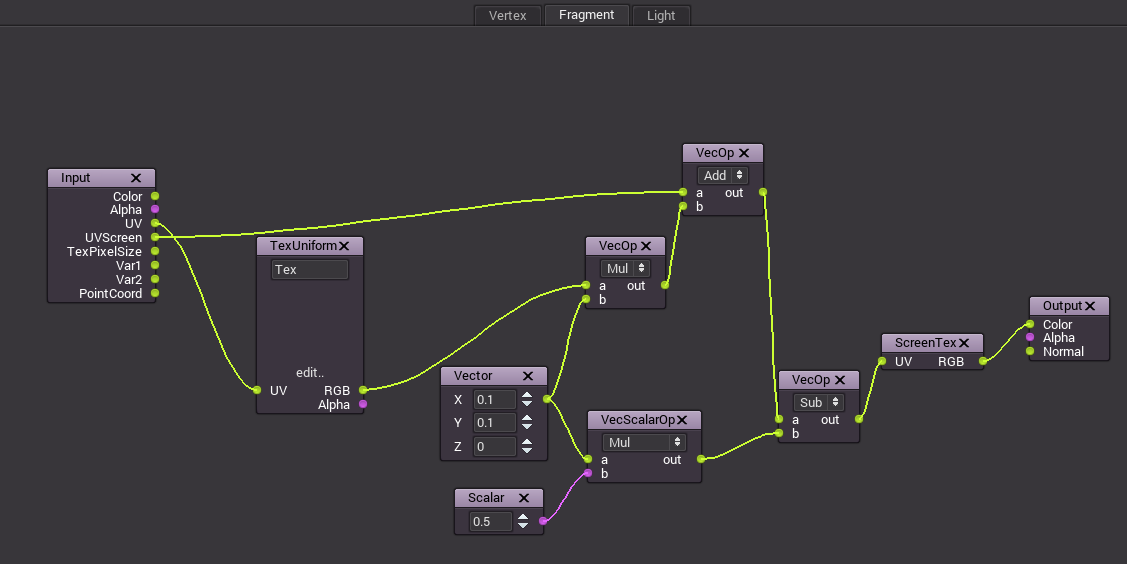 Vertex
Fragment
Light
Input
Color
Alpha
UV
UVScreen
TexPixelSize
Var1
Var2
PointCoord
TexUniform
Tex
edit..
UV RGB
Alpha
Vector
X 0.1
Y 0.1
Z 0
Scalar
0.5
VecOp
Mul
a out
b
VecScalarOp
Mul
a out
b
VecOp
Add
a out
b
VecOp
Sub
a out
b
ScreenTex
UV RGB
Output
Color
Alpha
Normal